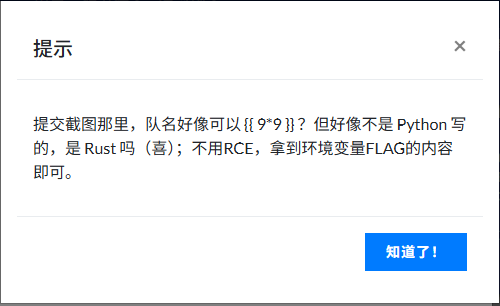 提示
×
提交截图那里，队名好像可以 {{ 9*9 }}？但好像不是 Python 写
的，是 Rust 吗（喜）；不用RCE，拿到环境变量FLAG的内容
即可。
知道了！